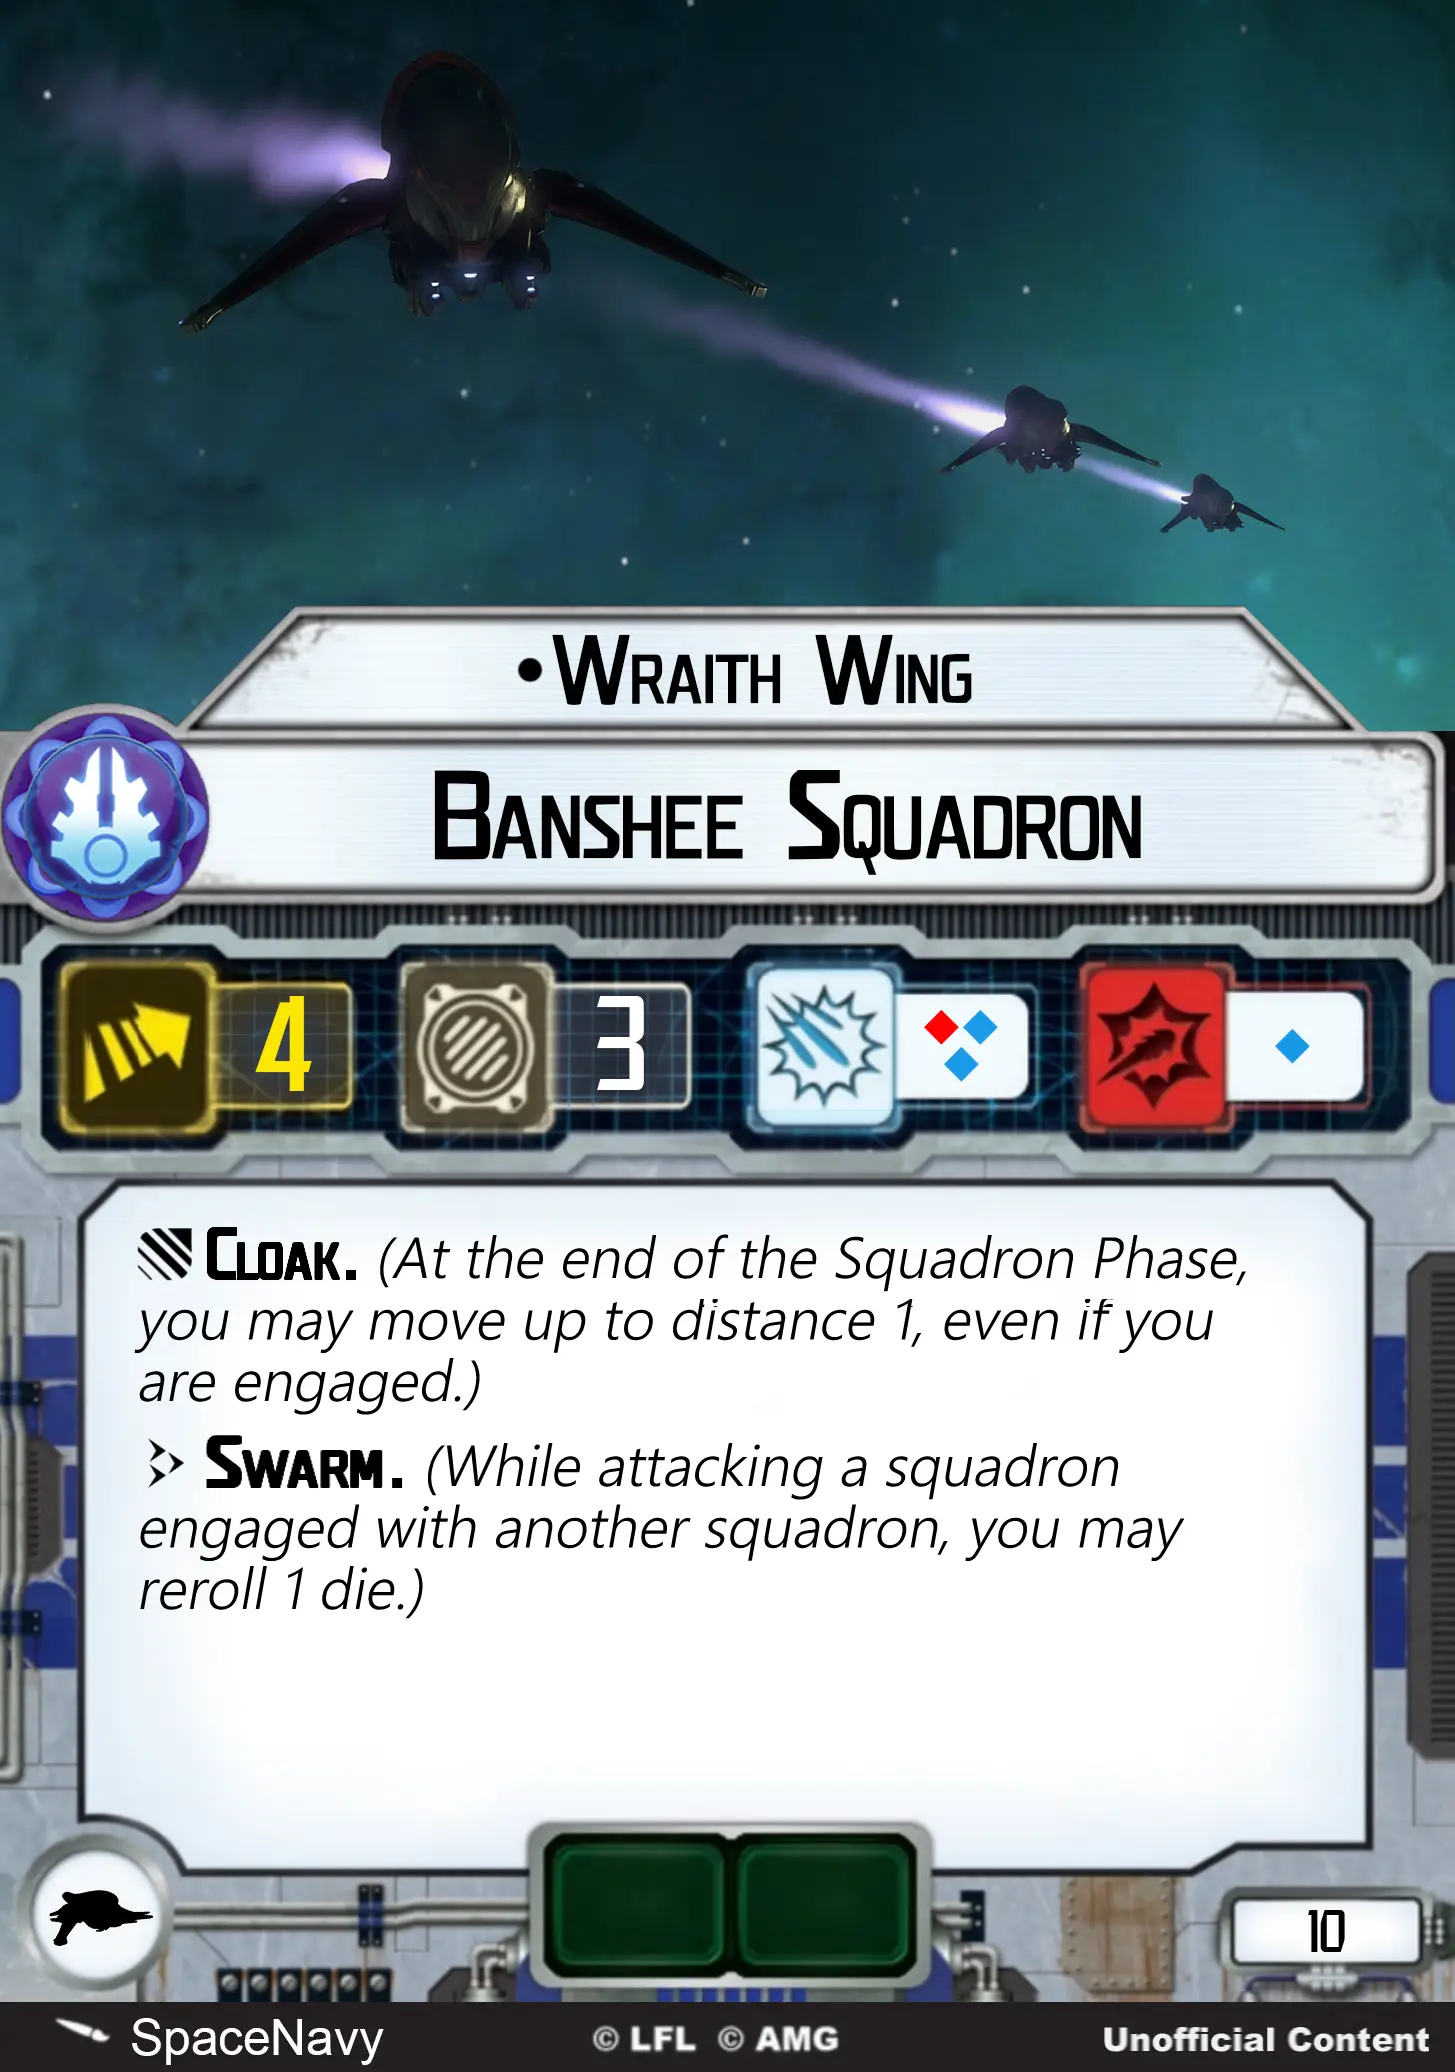 •Wraith Wing
Banshee Squadron
4
3
Cloak. (At the end of the Squadron Phase,
you may move up to distance 1, even if you
are engaged.)
Swarm. (While attacking a squadron
engaged with another squadron, you may
reroll 1 die.)
10
SpaceNavy
© LFL © AMG
Unofficial Content